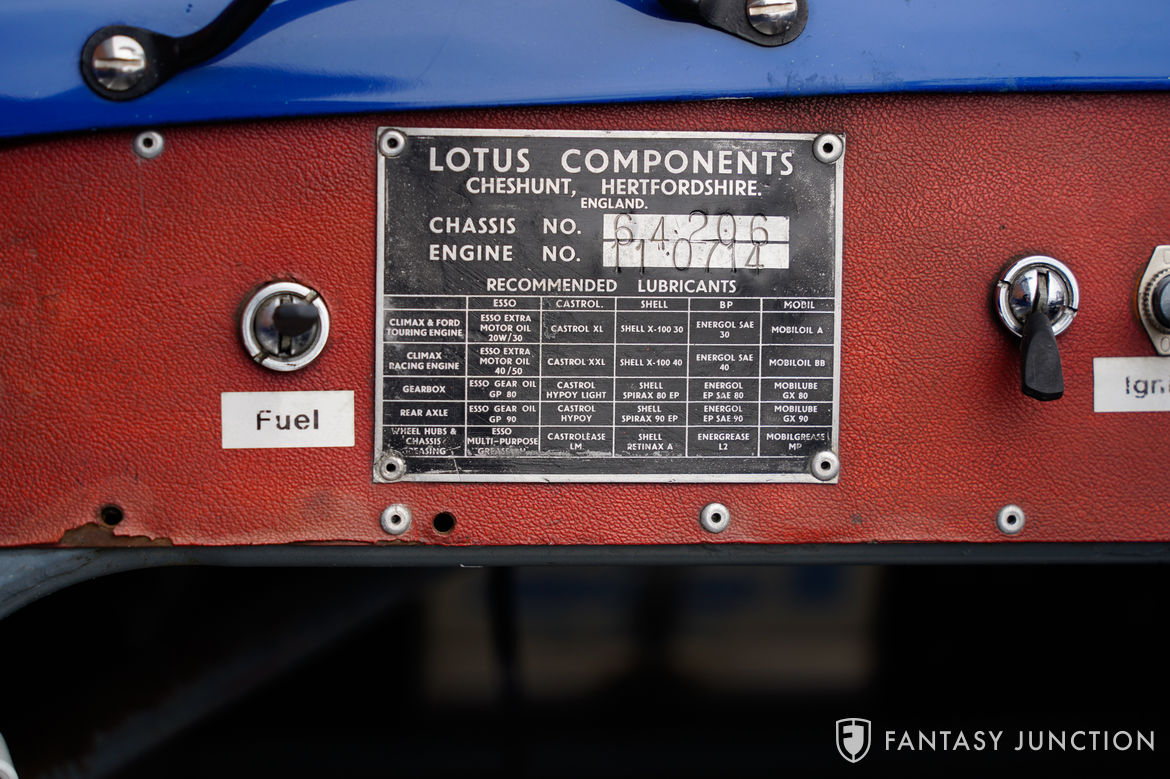 LOTUS COMPONENTS
CHESHUNT, HERTFORDSHIRE.
ENGLAND.
CHASSIS NO. 64·206
ENGINE NO. 11·0714
RECOMMENDED LUBRICANTS
ESSO CASTROL. SHELL BP MOBIL
CLIMAX & FORD TOURING ENGINE ESSO EXTRA MOTOR OIL 20W/30 CASTROL XL SHELL X-100 30 ENERGOL SAE 30 MOBILOIL A
CLIMAX RACING ENGINE ESSO EXTRA MOTOR OIL 40/50 CASTROL XXL SHELL X-100 40 ENERGOL SAE 40 MOBILOIL BB
GEARBOX ESSO GEAR OIL GP 80 CASTROL HYPOY LIGHT SHELL SPIRAX 80 EP ENERGOL EP SAE 80 MOBILUBE GX 80
REAR AXLE ESSO GEAR OIL GP 90 CASTROL HYPOY SHELL SPIRAX 90 EP ENERGOL EP SAE 90 MOBILUBE GX 90
WHEEL HUBS & CHASSIS ESSO MULTI-PURPOSE CASTROLEASE LM SHELL RETINAX A ENERGREASE L2 MOBILGREASE MP
Fuel
Ign
FANTASY JUNCTION